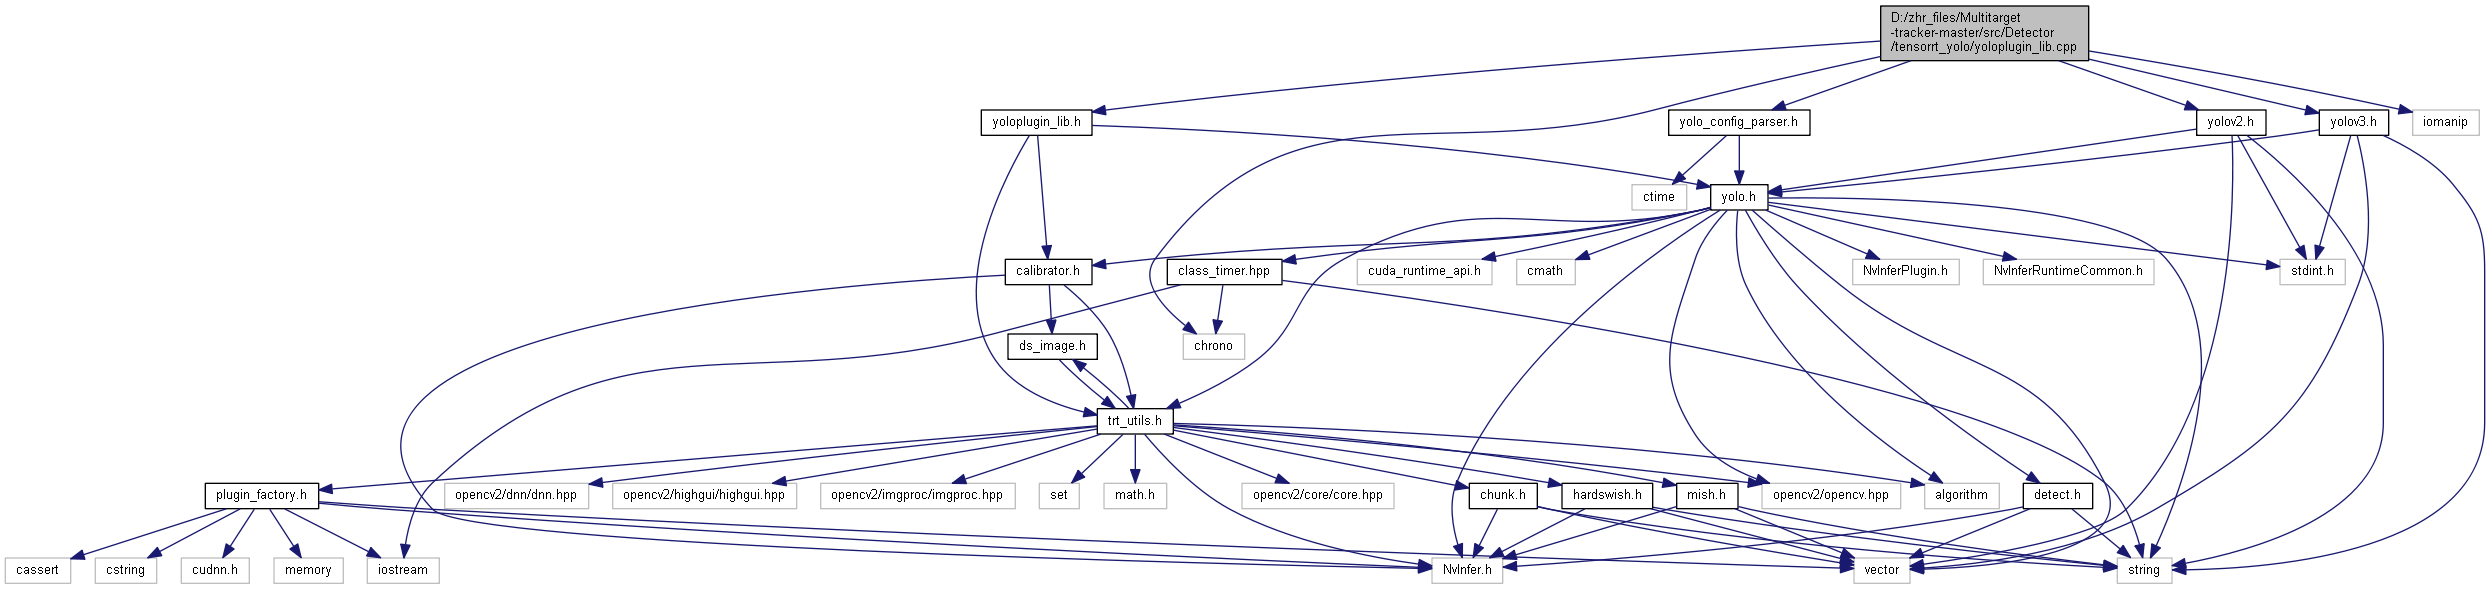 D:/zhr_files/Multitarget
-tracker-master/src/Detector
/tensorrt_yolo/yoloplugin_lib.cpp
yoloplugin_lib.h
yolo_config_parser.h
yolov2.h
yolov3.h
iomanip
ctime
yolo.h
calibrator.h
class_timer.hpp
cuda_runtime_api.h
cmath
NvInferPlugin.h
NvInferRuntimeCommon.h
stdint.h
ds_image.h
chrono
trt_utils.h
plugin_factory.h
opencv2/dnn/dnn.hpp
opencv2/highgui/highgui.hpp
opencv2/imgproc/imgproc.hpp
set
math.h
opencv2/core/core.hpp
chunk.h
hardswish.h
mish.h
opencv2/opencv.hpp
algorithm
detect.h
cassert
cstring
cudnn.h
memory
iostream
NvInfer.h
vector
string